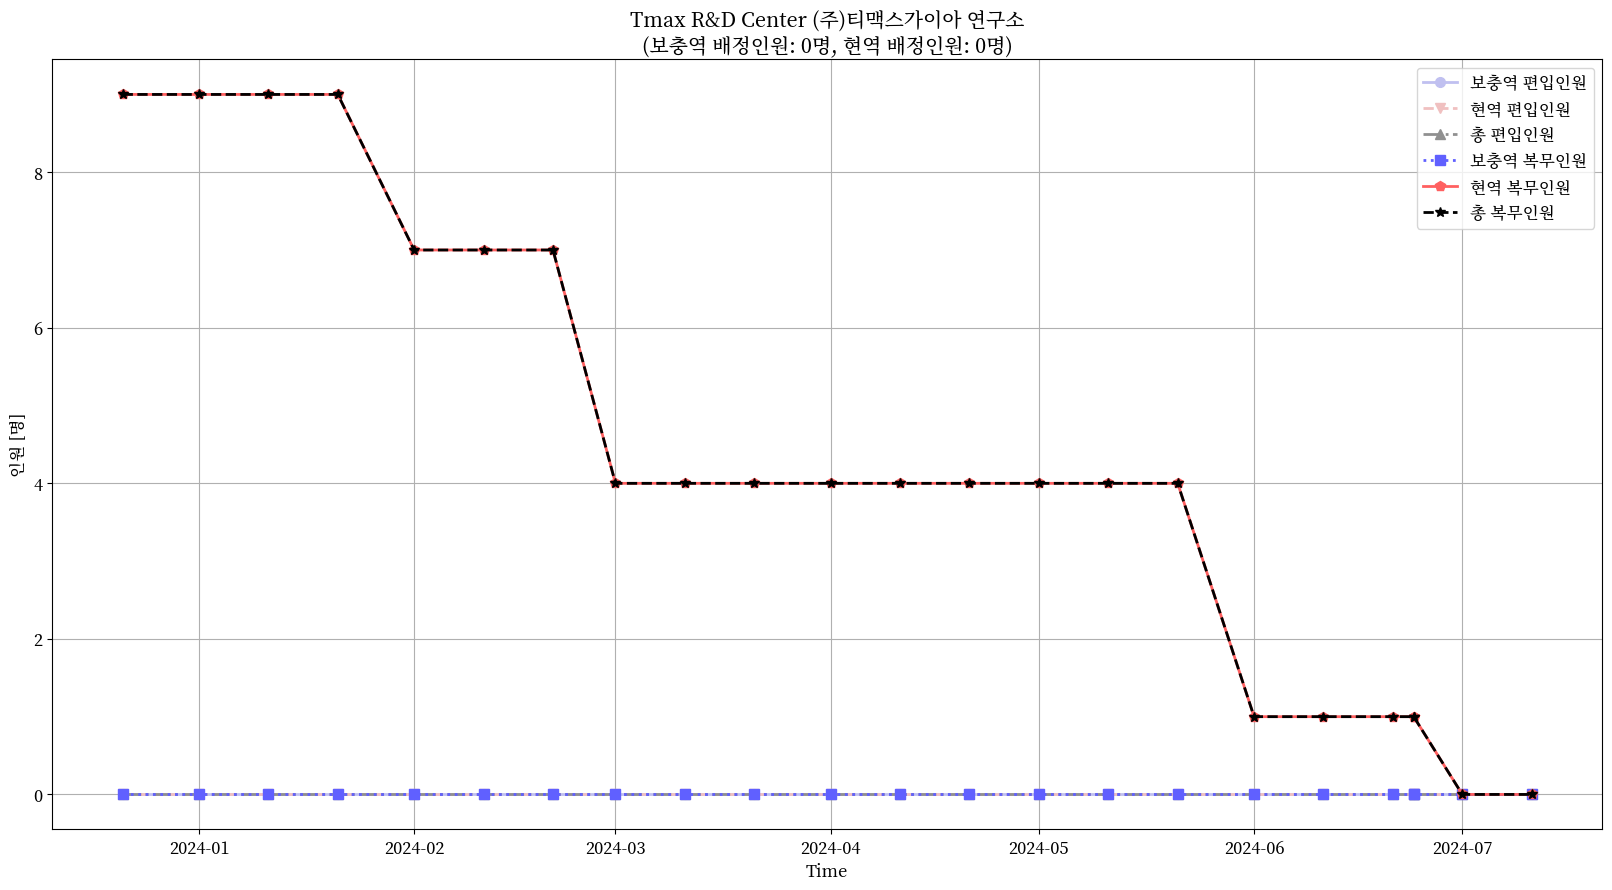 Tmax R&D Center (주)티맥스가이아 연구소
(보충역 배정인원: 0명, 현역 배정인원: 0명)
보충역 편입인원
현역 편입인원
총 편입인원
보충역 복무인원
현역 복무인원
총 복무인원
인원 [명]
8
6
4
2
0
2024-01
2024-02
2024-03
2024-04
2024-05
2024-06
2024-07
Time